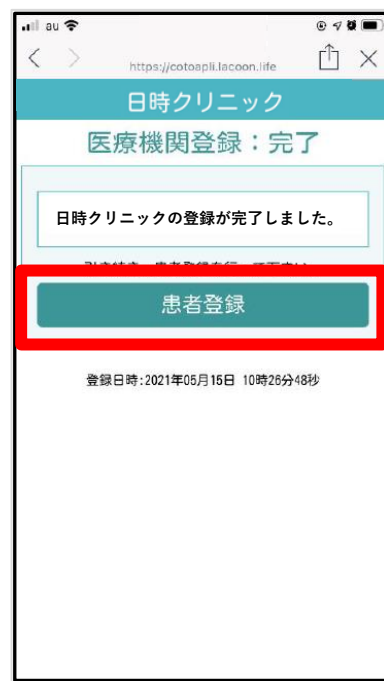 au
https://cotoapli.lacoon.life
日時クリニック
医療機関登録：完了
日時クリニックの登録が完了しました。
患者登録
登録日時:2021年05月15日 10時26分48秒